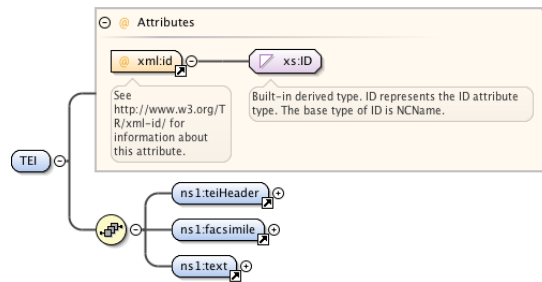 @ Attributes
@ xml:id
xs:ID
See
http://www.w3.org/T
R/xml-id/ for
information about
this attribute.
Built-in derived type. ID represents the ID attribute
type. The base type of ID is NCName.
TEI
ns1:teiHeader
ns1:facsimile
ns1:text